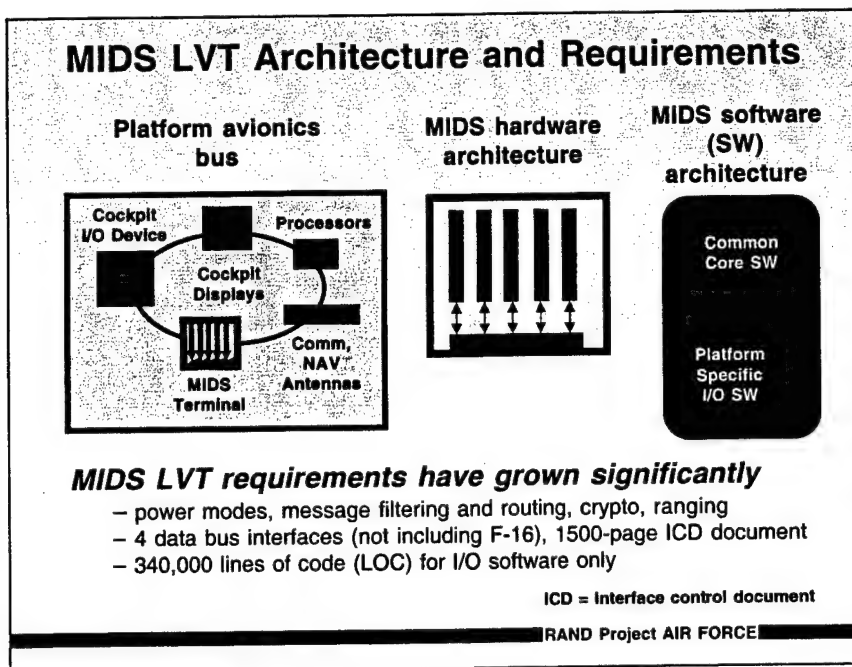 MIDS LVT Architecture and Requirements
Platform avionics
bus
MIDS hardware
architecture
MIDS software
(SW)
architecture
Cockpit
I/O Device
Processors
Cockpit
Displays
Comm,
NAV
Antennas
MIDS
Terminal
Common
Core SW
Platform
Specific
I/O SW
MIDS LVT requirements have grown significantly
– power modes, message filtering and routing, crypto, ranging
– 4 data bus interfaces (not including F-16), 1500-page ICD document
– 340,000 lines of code (LOC) for I/O software only
ICD = Interface control document
RAND Project AIR FORCE